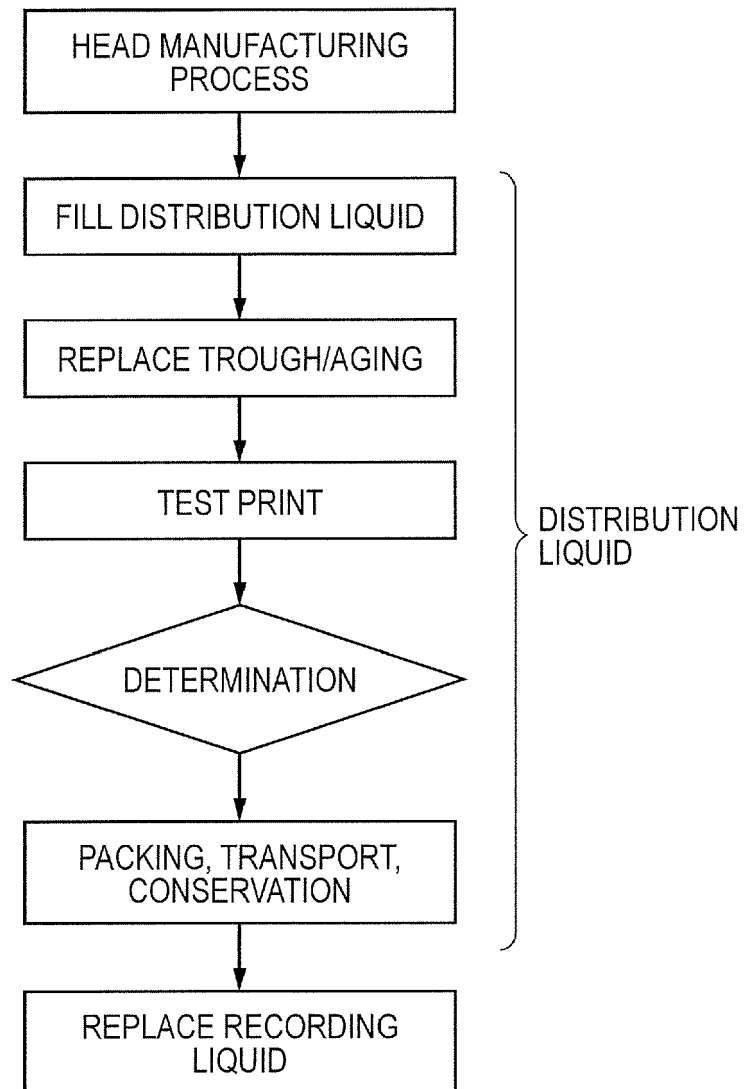 HEAD MANUFACTURING
PROCESS
FILL DISTRIBUTION LIQUID
REPLACE TROUGH/AGING
TEST PRINT
DISTRIBUTION
LIQUID
DETERMINATION
PACKING, TRANSPORT,
CONSERVATION
REPLACE RECORDING
LIQUID